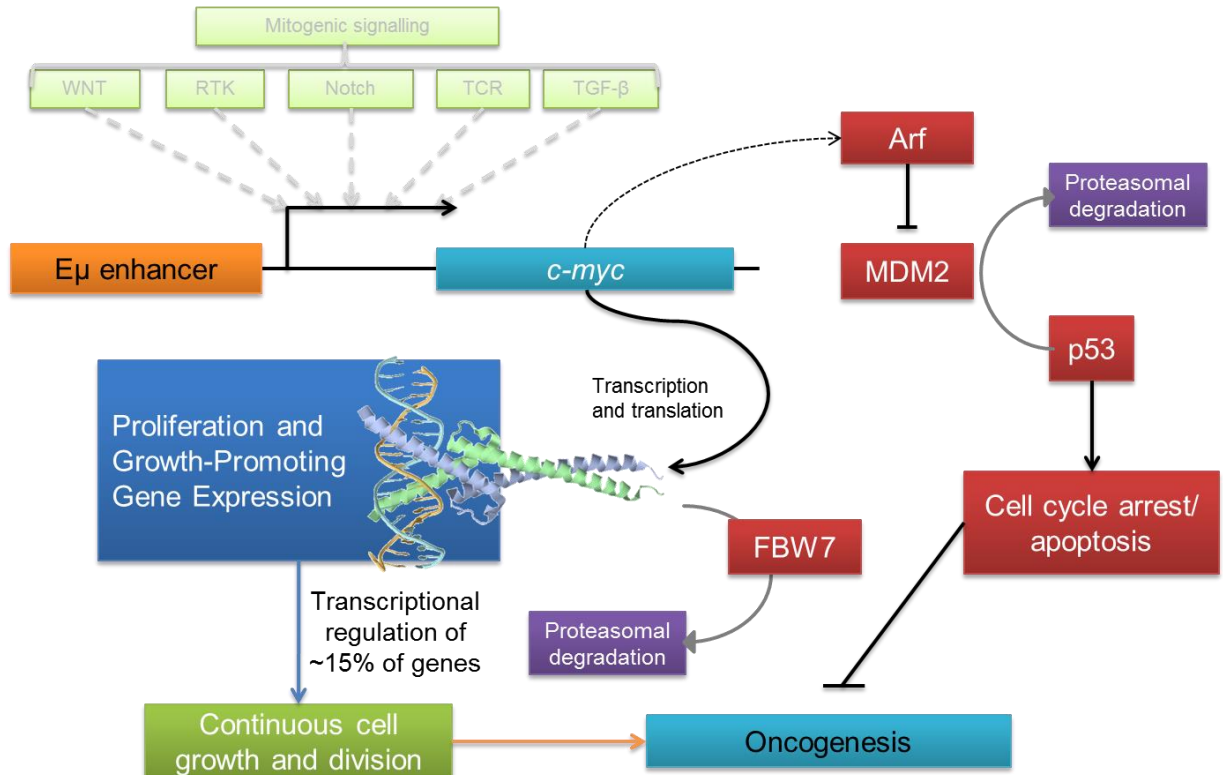 Mitogenic signalling
WNT
RTK
Notch
TCR
TGF-β
Arf
Proteasomal
degradation
Eµ enhancer
c-myc
MDM2
p53
Transcription
and translation
Proliferation and
Growth-Promoting
Gene Expression
Cell cycle arrest/
apoptosis
FBW7
Transcriptional
regulation of
~15% of genes
Proteasomal
degradation
Continuous cell
growth and division
Oncogenesis